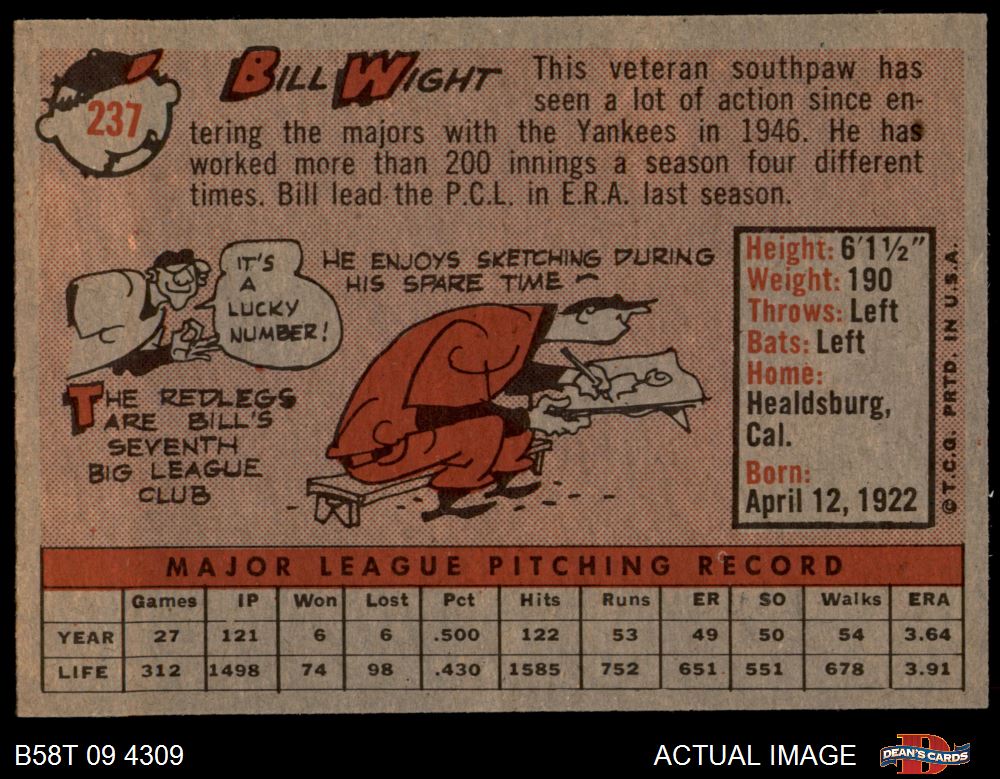 237
BILL WIGHT
This veteran southpaw has
seen a lot of action since en-
tering the majors with the Yankees in 1946. He has
worked more than 200 innings a season four different
times. Bill lead the P.C.L. in E.R.A. last season.
IT'S
A
LUCKY
NUMBER!
THE REDLEGS
ARE BILL'S
SEVENTH
BIG LEAGUE
CLUB
HE ENJOYS SKETCHING DURING
HIS SPARE TIME
Height: 6'1½"
Weight: 190
Throws: Left
Bats: Left
Home:
Healdsburg,
Cal.
Born:
April 12, 1922
© T.C.G. PRTD. IN U.S.A.
MAJOR LEAGUE PITCHING RECORD
Games IP Won Lost Pct Hits Runs ER SO Walks ERA
YEAR 27 121 6 6 .500 122 53 49 50 54 3.64
LIFE 312 1498 74 98 .430 1585 752 651 551 678 3.91
B58T 09 4309
ACTUAL IMAGE
DEAN'S CARDS